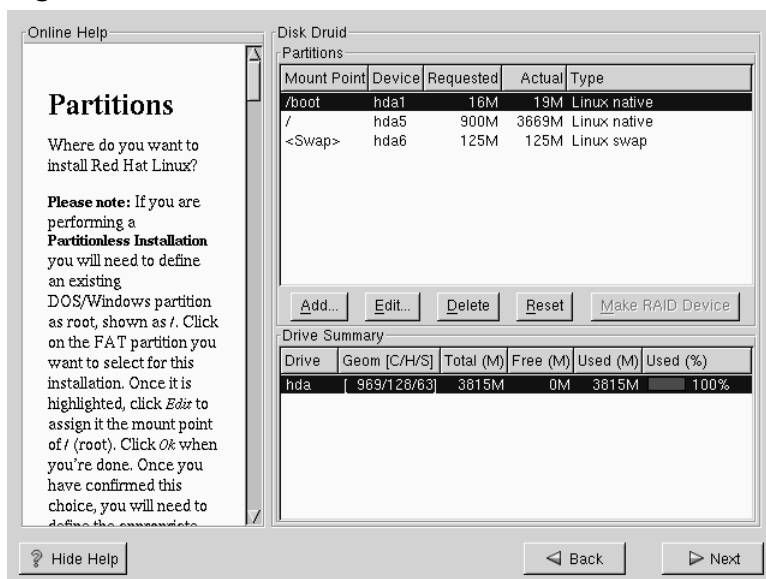 Online Help
Partitions
Where do you want to
install Red Hat Linux?
Please note: If you are
performing a
Partitionless Installation
you will need to define
an existing
DOS/Windows partition
as root, shown as /. Click
on the FAT partition you
want to select for this
installation. Once it is
highlighted, click Edit to
assign it the mount point
of / (root). Click Ok when
you're done. Once you
have confirmed this
choice, you will need to
define the appropriate
Disk Druid
Partitions
Mount Point Device Requested Actual Type
/boot hda1 16M 19M Linux native
/ hda5 900M 3669M Linux native
<Swap> hda6 125M 125M Linux swap
Add... Edit... Delete Reset Make RAID Device
Drive Summary
Drive Geom [C/H/S] Total (M) Free (M) Used (M) Used (%)
hda [ 969/128/63] 3815M 0M 3815M 100%
Hide Help Back Next